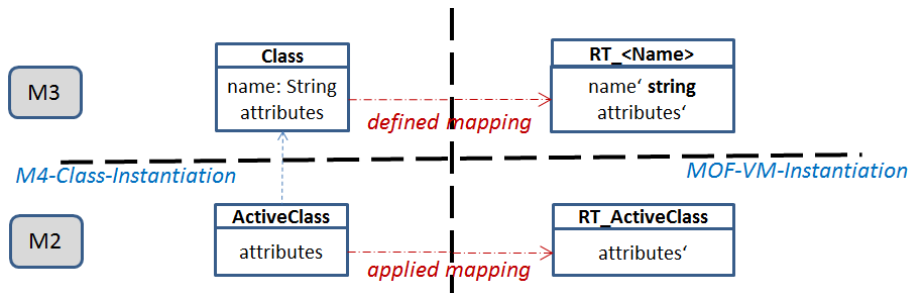 Class
RT_<Name>
M3
name: String
attributes
name‘ string
attributes‘
defined mapping
M4-Class-Instantiation
MOF-VM-Instantiation
ActiveClass
RT_ActiveClass
M2
attributes
attributes‘
applied mapping